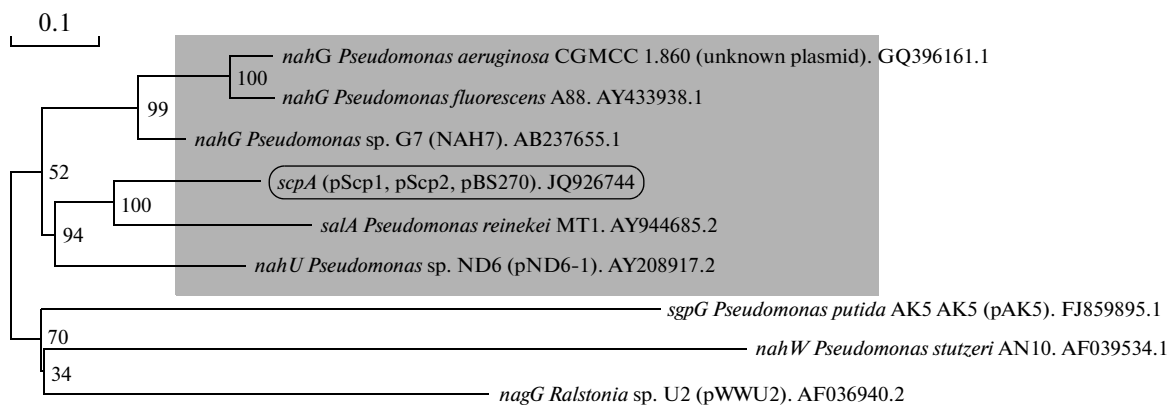 0.1
nahG Pseudomonas aeruginosa CGMCC 1.860 (unknown plasmid). GQ396161.1
100
nahG Pseudomonas fluorescens A88. AY433938.1
99
nahG Pseudomonas sp. G7 (NAH7). AB237655.1
52
scpA (pScp1, pScp2, pBS270). JQ926744
100
salA Pseudomonas reinekei MT1. AY944685.2
94
nahU Pseudomonas sp. ND6 (pND6-1). AY208917.2
sgpG Pseudomonas putida AK5 AK5 (pAK5). FJ859895.1
70
nahW Pseudomonas stutzeri AN10. AF039534.1
34
nagG Ralstonia sp. U2 (pWWU2). AF036940.2